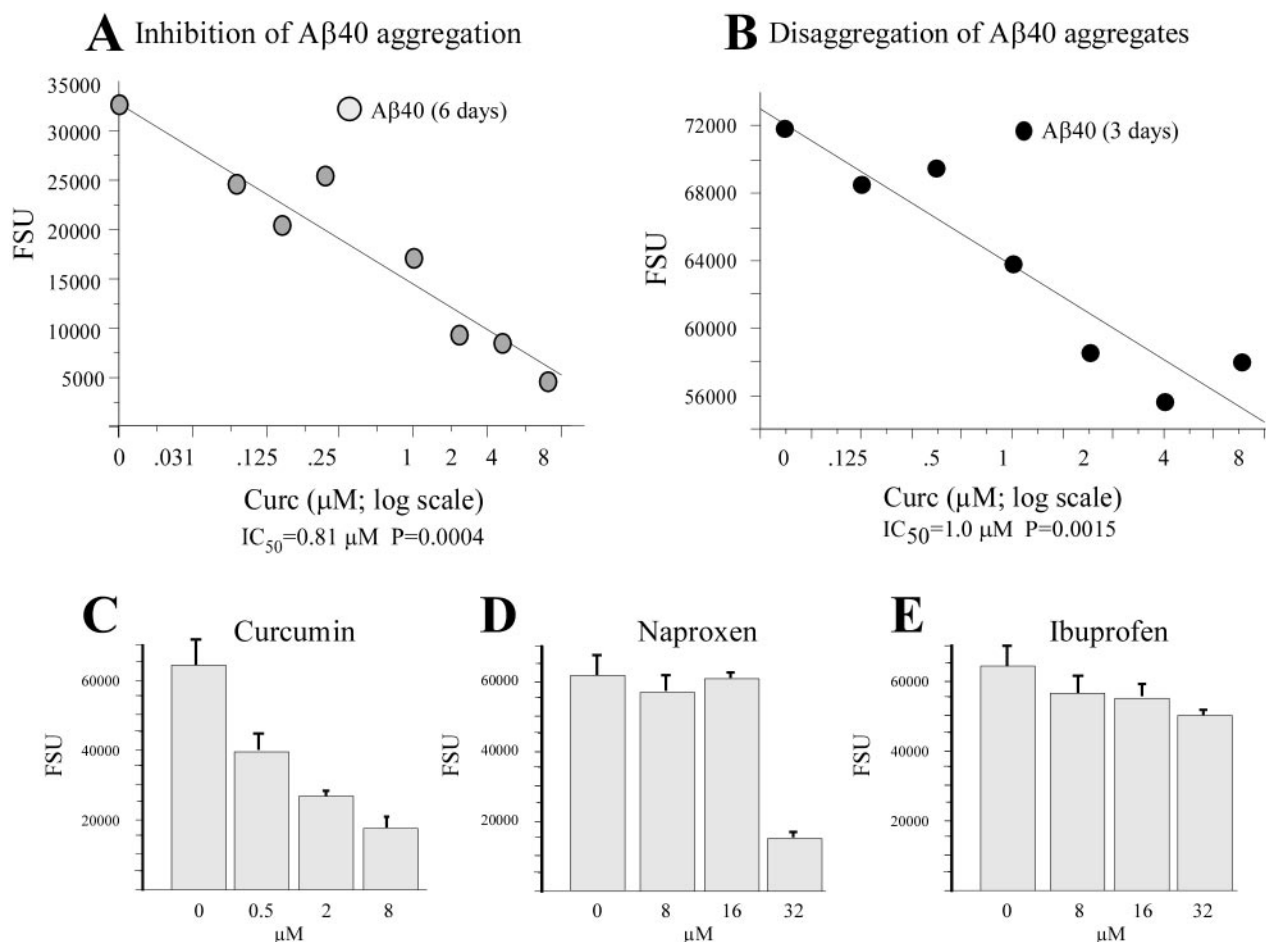 A Inhibition of Aβ40 aggregation
35000
30000
25000
20000
15000
10000
5000
FSU
Aβ40 (6 days)
0 .031 .125 .25 1 2 4 8
Curc (μM; log scale)
IC50=0.81 μM P=0.0004
B Disaggregation of Aβ40 aggregates
72000
68000
64000
60000
56000
FSU
Aβ40 (3 days)
0 .125 .5 1 2 4 8
Curc (μM; log scale)
IC50=1.0 μM P=0.0015
C Curcumin
60000
40000
20000
FSU
0 0.5 2 8
μM
D Naproxen
60000
40000
20000
FSU
0 8 16 32
μM
E Ibuprofen
60000
40000
20000
FSU
0 8 16 32
μM